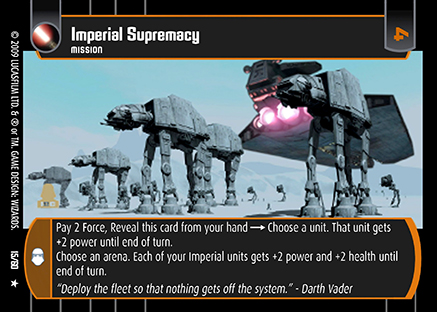 Imperial Supremacy
MISSION
4
Pay 2 Force, Reveal this card from your hand → Choose a unit. That unit gets
+2 power until end of turn.
Choose an arena. Each of your Imperial units gets +2 power and +2 health until
end of turn.
"Deploy the fleet so that nothing gets off the system." - Darth Vader
© 2009 LUCASFILM LTD. & ® or TM. GAME DESIGN: WIZARDS.
15/60 ★